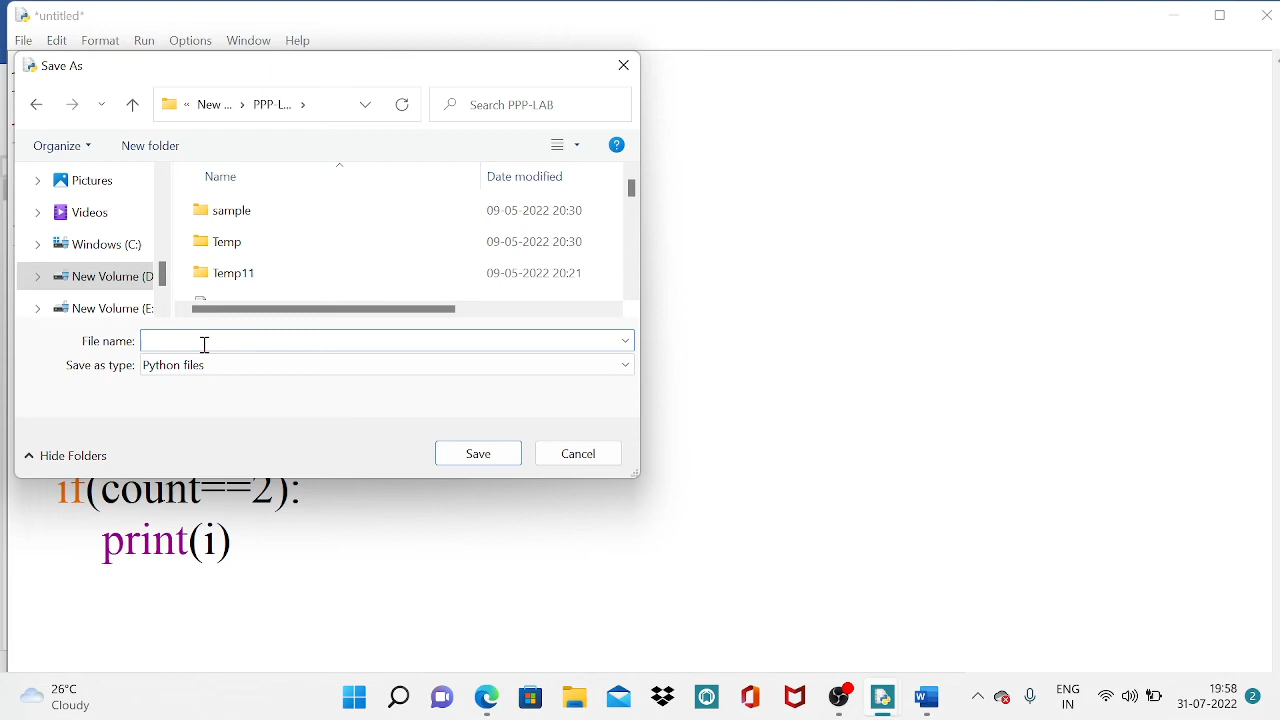 *untitled*
File Edit Format Run Options Window Help
Save As
« New ... › PPP-L... › Search PPP-LAB
Organize New folder
Pictures
Videos
Windows (C:)
New Volume (D
New Volume (E:
Name Date modified
sample 09-05-2022 20:30
Temp 09-05-2022 20:30
Temp11 09-05-2022 20:21
File name:
Save as type: Python files
Hide Folders Save Cancel
if(count==2):
print(i)
26°C
Cloudy
ENG
IN
19:58
31-07-2022
2